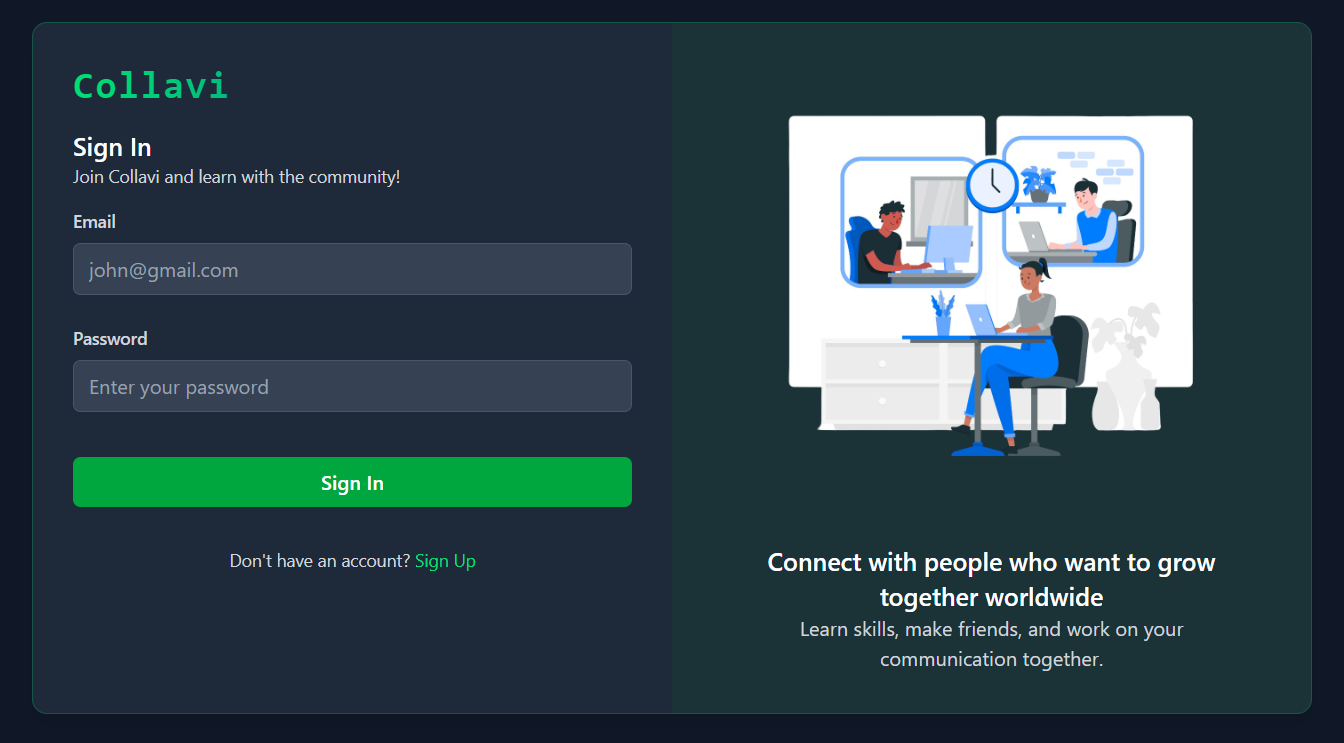 Collavi
Sign In
Join Collavi and learn with the community!
Email
john@gmail.com
Password
Enter your password
Sign In
Don't have an account? Sign Up
Connect with people who want to grow
together worldwide
Learn skills, make friends, and work on your
communication together.